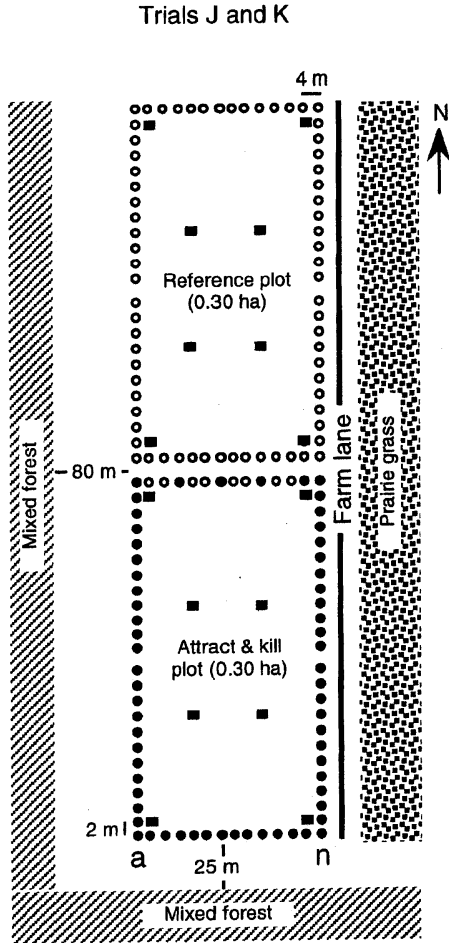 Trials J and K
4 m
N
Reference plot
(0.30 ha)
Mixed forest
80 m
Farm lane
Prairie grass
Attract & kill
plot (0.30 ha)
2 m
a
n
25 m
Mixed forest